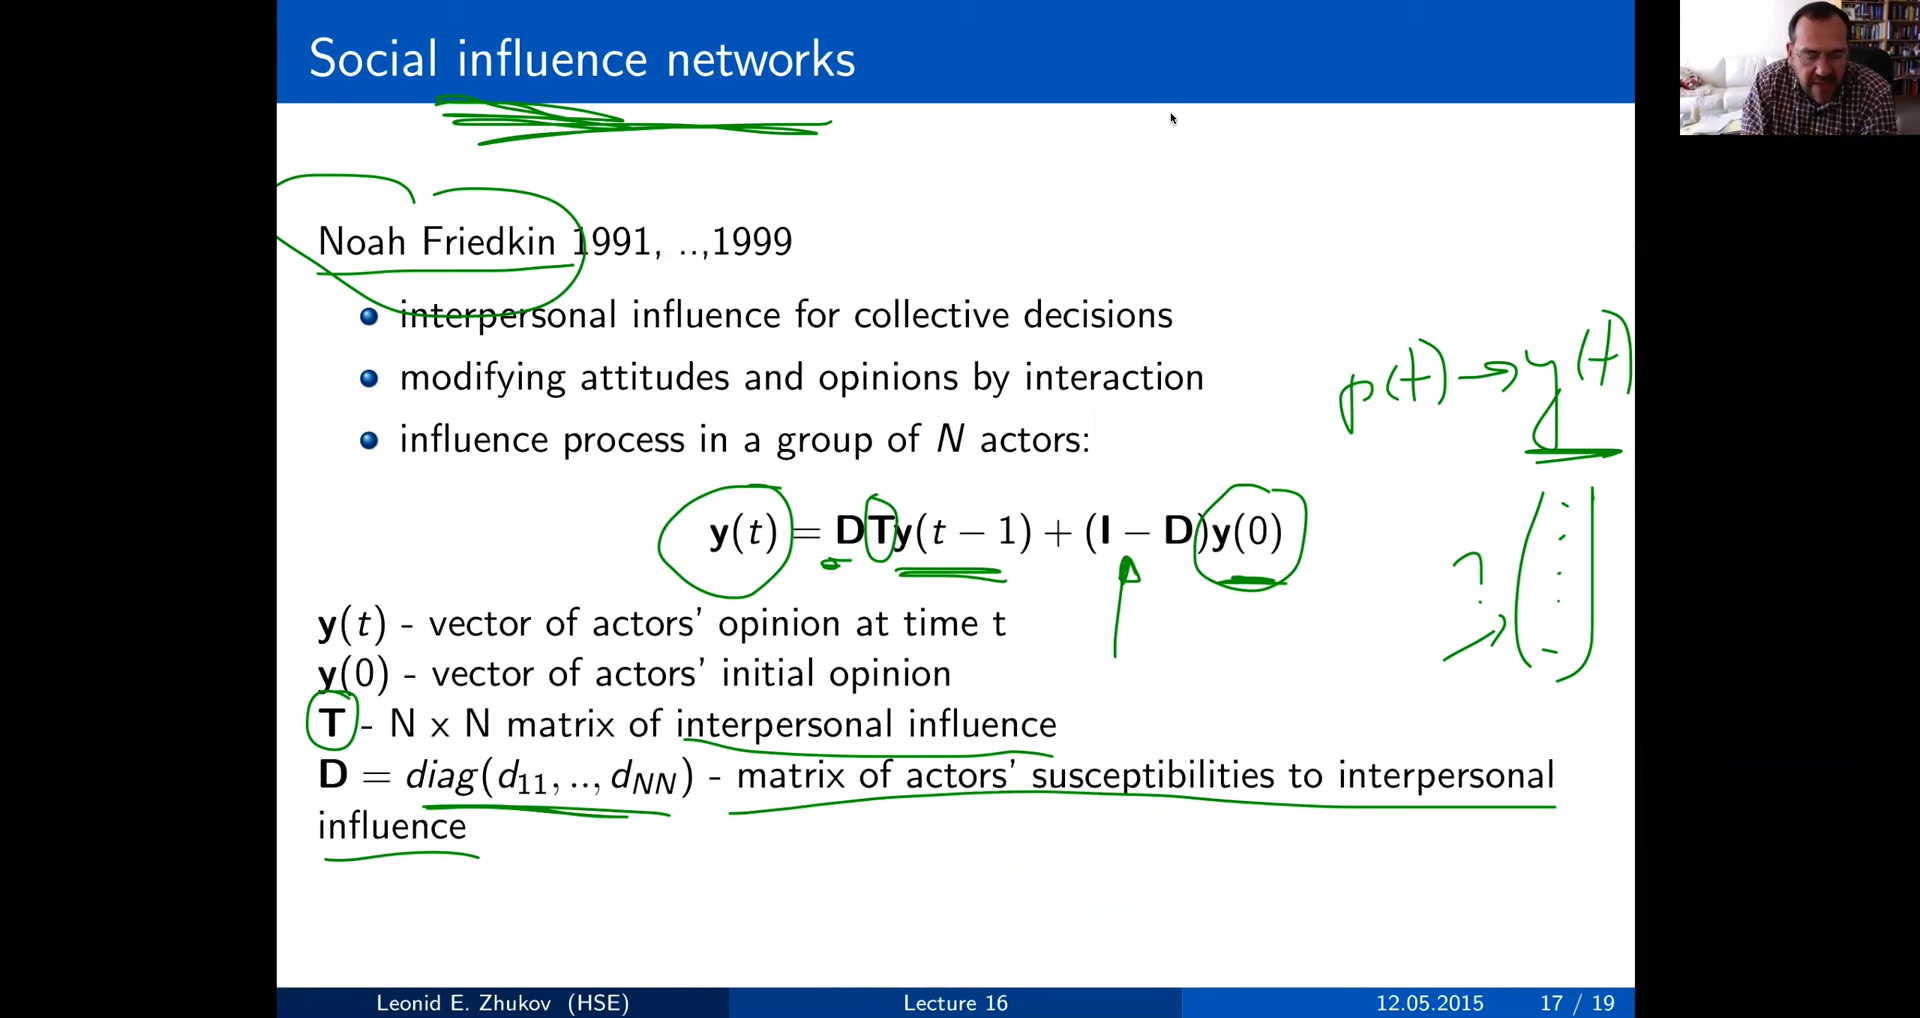 Social influence networks
Noah Friedkin 1991, ..,1999
interpersonal influence for collective decisions
modifying attitudes and opinions by interaction
influence process in a group of N actors:
p(t) → y(t)
y(t) = DTy(t − 1) + (I − D)y(0)
?
y(t) - vector of actors' opinion at time t
y(0) - vector of actors' initial opinion
T - N x N matrix of interpersonal influence
D = diag(d11, .., dNN) - matrix of actors' susceptibilities to interpersonal
influence
Leonid E. Zhukov (HSE) Lecture 16 12.05.2015 17 / 19